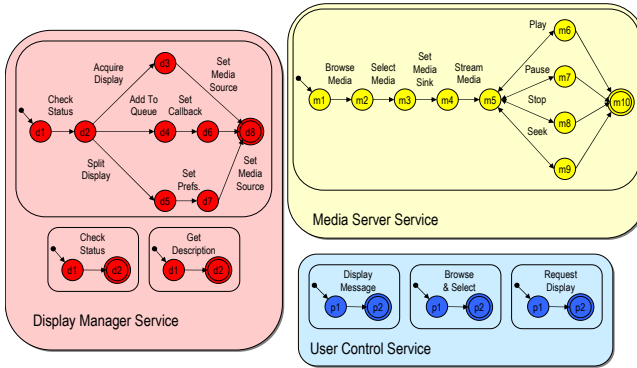 Acquire
Display
Set
Media
Source
d3
Check
Status
Add To
Queue
Set
Callback
d1
d2
d4
d6
d8
Split
Display
Set
Prefs.
Set
Media
Source
d5
d7
Check
Status
d1
d2
Get
Description
d1
d2
Display Manager Service
Play
m6
Browse
Media
Select
Media
Set
Media
Sink
Stream
Media
Pause
m7
m1
m2
m3
m4
m5
m10
Stop
m8
Seek
m9
Media Server Service
Display
Message
p1
p2
Browse
& Select
p1
p2
Request
Display
p1
p2
User Control Service